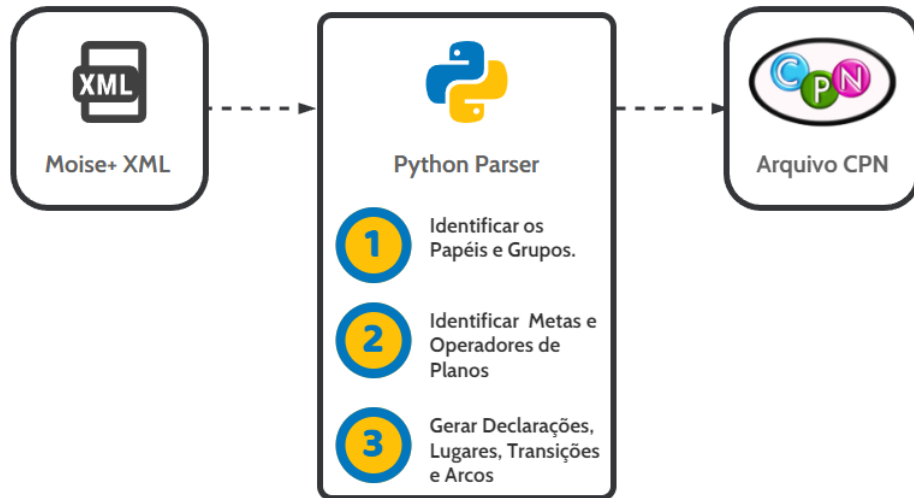 XML
Moise+ XML
Python Parser
1
Identificar os
Papéis e Grupos.
2
Identificar Metas e
Operadores de
Planos
3
Gerar Declarações,
Lugares, Transições
e Arcos
CPN
Arquivo CPN